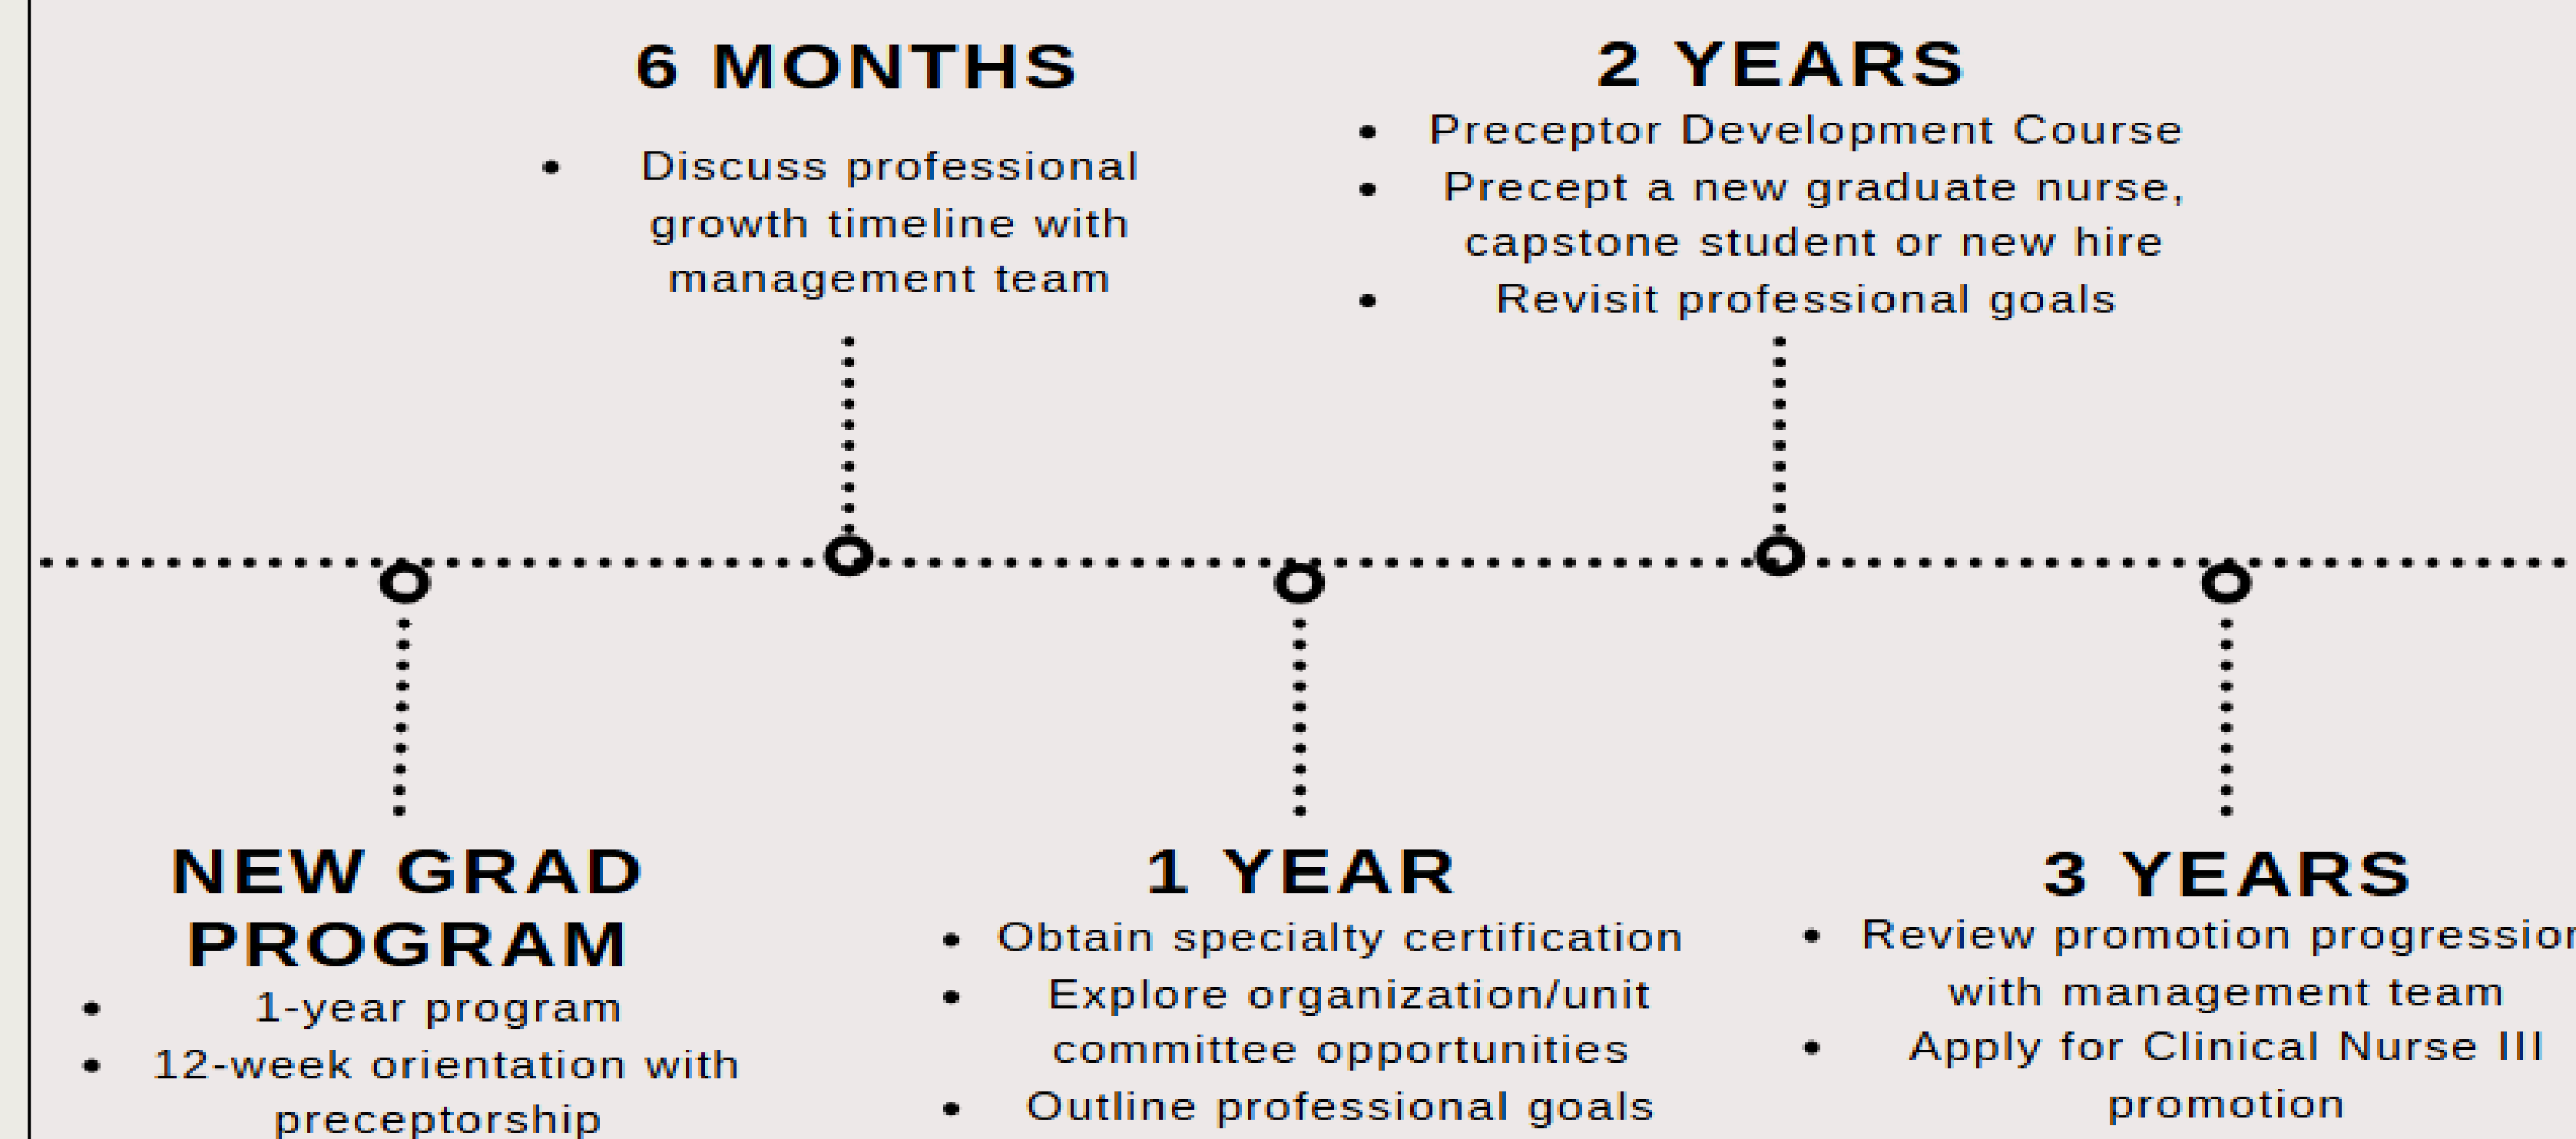 6 MONTHS
• Discuss professional
growth timeline with
management team
2 YEARS
• Preceptor Development Course
• Precept a new graduate nurse,
capstone student or new hire
• Revisit professional goals
NEW GRAD
PROGRAM
• 1-year program
• 12-week orientation with
preceptorship
1 YEAR
• Obtain specialty certification
• Explore organization/unit
committee opportunities
• Outline professional goals
3 YEARS
• Review promotion progression
with management team
• Apply for Clinical Nurse III
promotion